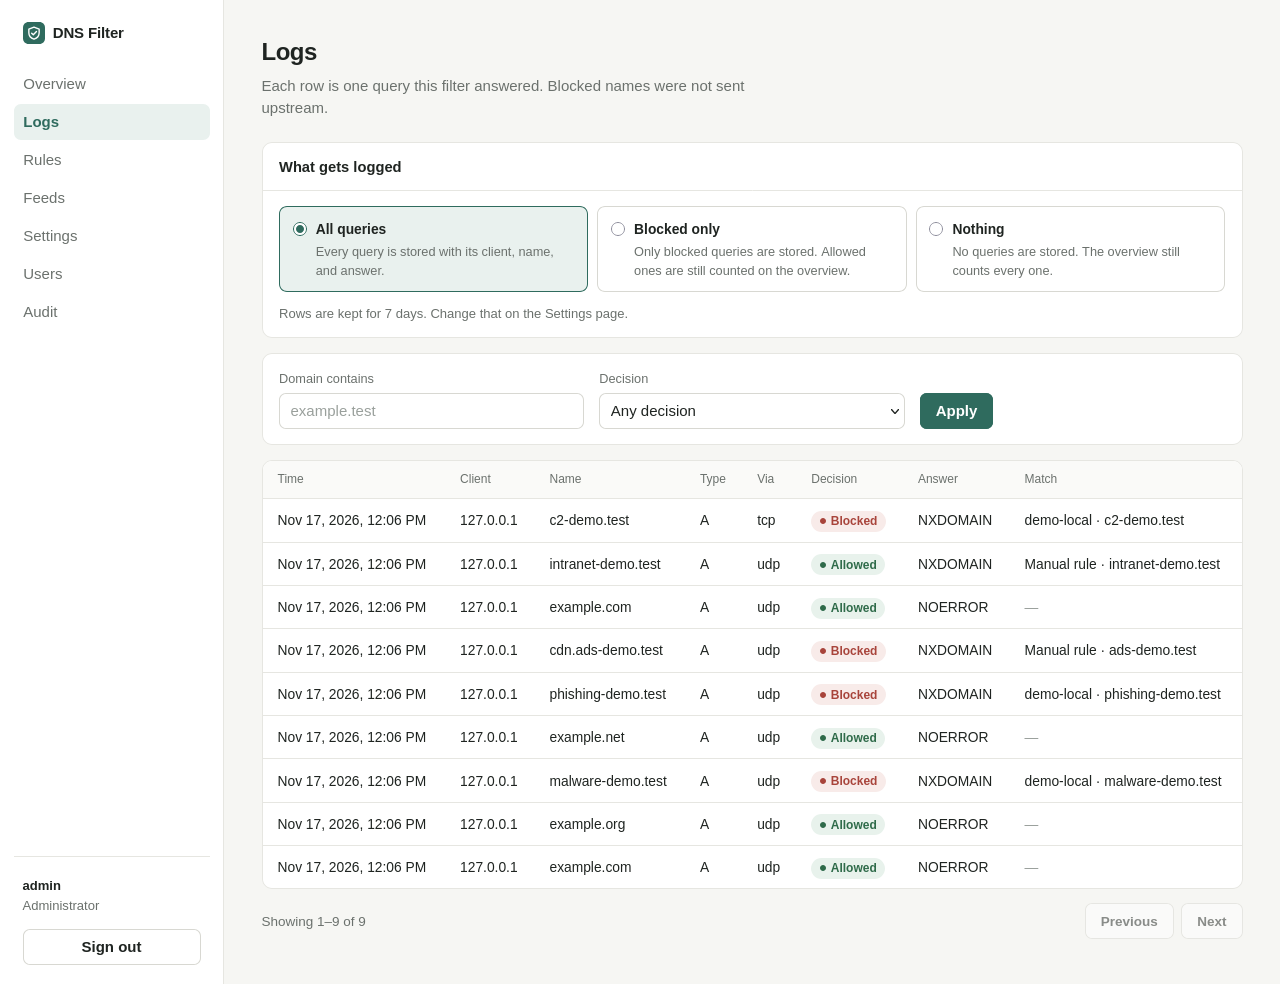 DNS Filter
Overview
Logs
Rules
Feeds
Settings
Users
Audit
admin
Administrator
Sign out
Logs
Each row is one query this filter answered. Blocked names were not sent
upstream.
What gets logged
All queries
Every query is stored with its client, name,
and answer.
Blocked only
Only blocked queries are stored. Allowed
ones are still counted on the overview.
Nothing
No queries are stored. The overview still
counts every one.
Rows are kept for 7 days. Change that on the Settings page.
Domain contains
example.test
Decision
Any decision
Apply
Time Client Name Type Via Decision Answer Match
Nov 17, 2026, 12:06 PM 127.0.0.1 c2-demo.test A tcp Blocked NXDOMAIN demo-local · c2-demo.test
Nov 17, 2026, 12:06 PM 127.0.0.1 intranet-demo.test A udp Allowed NXDOMAIN Manual rule · intranet-demo.test
Nov 17, 2026, 12:06 PM 127.0.0.1 example.com A udp Allowed NOERROR —
Nov 17, 2026, 12:06 PM 127.0.0.1 cdn.ads-demo.test A udp Blocked NXDOMAIN Manual rule · ads-demo.test
Nov 17, 2026, 12:06 PM 127.0.0.1 phishing-demo.test A udp Blocked NXDOMAIN demo-local · phishing-demo.test
Nov 17, 2026, 12:06 PM 127.0.0.1 example.net A udp Allowed NOERROR —
Nov 17, 2026, 12:06 PM 127.0.0.1 malware-demo.test A udp Blocked NXDOMAIN demo-local · malware-demo.test
Nov 17, 2026, 12:06 PM 127.0.0.1 example.org A udp Allowed NOERROR —
Nov 17, 2026, 12:06 PM 127.0.0.1 example.com A udp Allowed NOERROR —
Showing 1–9 of 9
Previous
Next